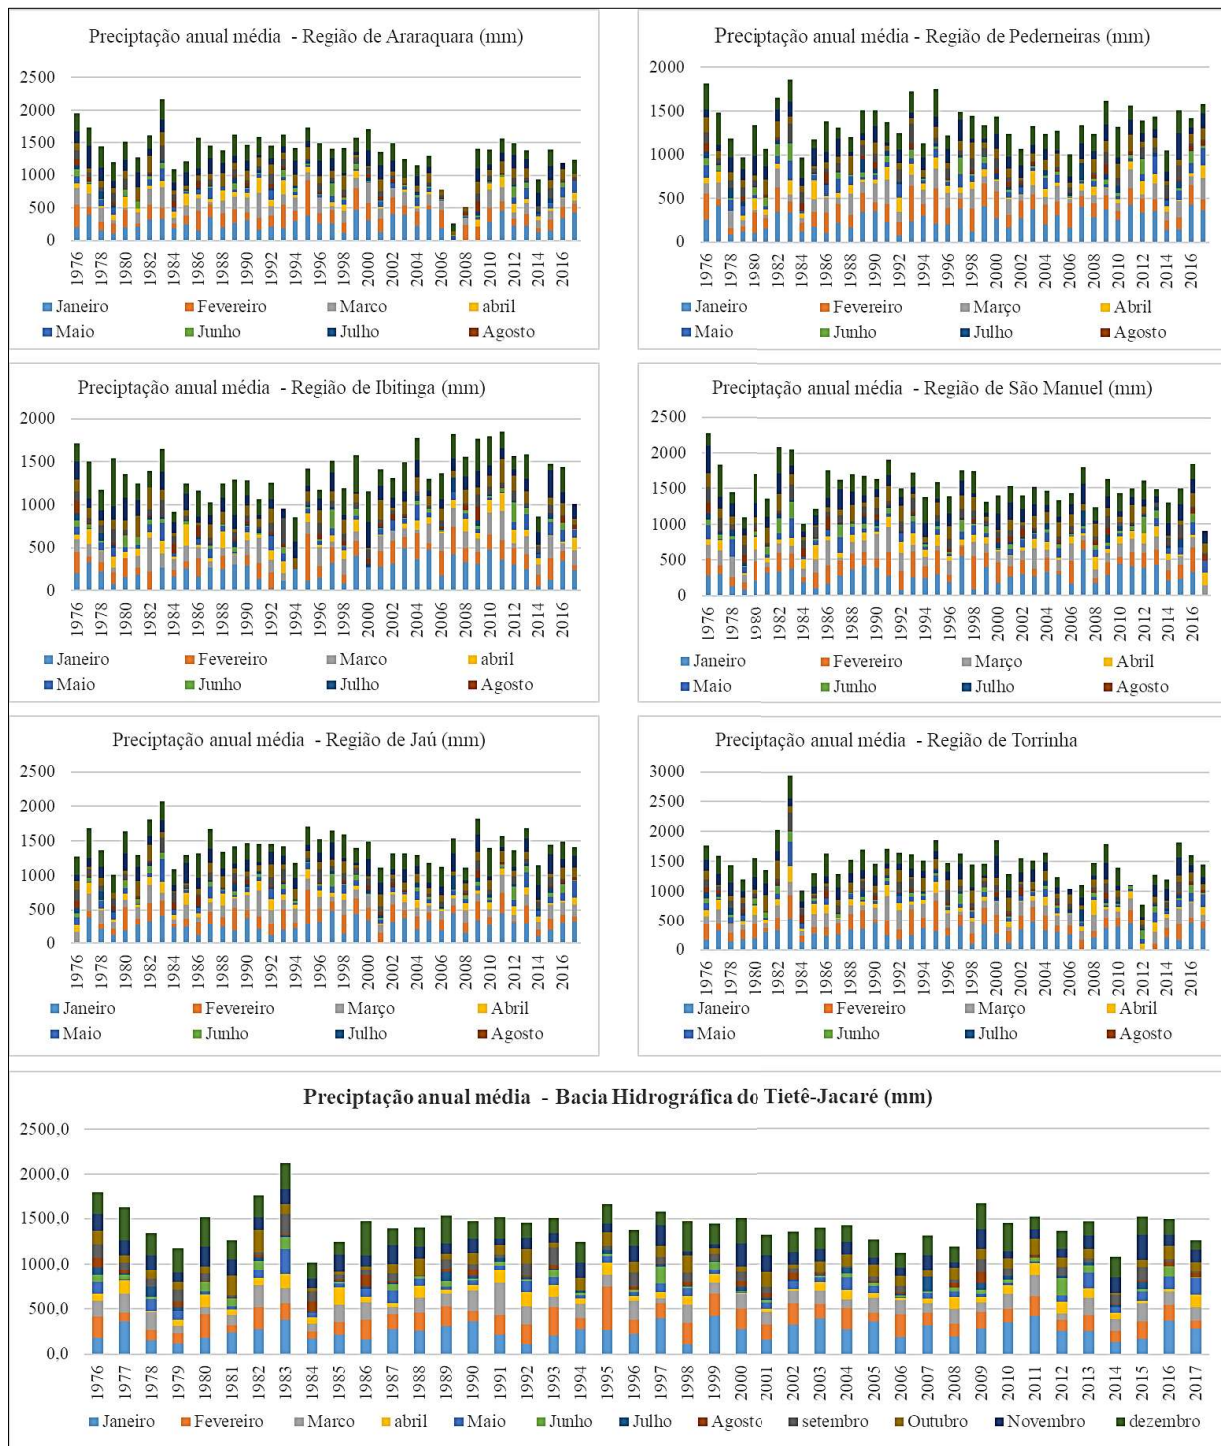 Preciptação anual média - Região de Araraquara (mm)
2500
2000
1500
1000
500
0
1976 1978 1980 1982 1984 1986 1988 1990 1992 1994 1996 1998 2000 2002 2004 2006 2008 2010 2012 2014 2016
Janeiro Fevereiro Marco abril
Maio Junho Julho Agosto
Preciptação anual média - Região de Pederneiras (mm)
2000
1500
1000
500
0
1976 1978 1980 1982 1984 1986 1988 1990 1992 1994 1996 1998 2000 2002 2004 2006 2008 2010 2012 2014 2016
Janeiro Fevereiro Março Abril
Maio Junho Julho Agosto
Preciptação anual média - Região de Ibitinga (mm)
2000
1500
1000
500
0
1976 1978 1980 1982 1984 1986 1988 1990 1992 1994 1996 1998 2000 2002 2004 2006 2008 2010 2012 2014 2016
Janeiro Fevereiro Marco abril
Maio Junho Julho Agosto
Preciptação anual média - Região de São Manuel (mm)
2500
2000
1500
1000
500
0
1976 1978 1980 1982 1984 1986 1988 1990 1992 1994 1996 1998 2000 2002 2004 2006 2008 2010 2012 2014 2016
Janeiro Fevereiro Março Abril
Maio Junho Julho Agosto
Preciptação anual média - Região de Jaú (mm)
2500
2000
1500
1000
500
0
1976 1978 1980 1982 1984 1986 1988 1990 1992 1994 1996 1998 2000 2002 2004 2006 2008 2010 2012 2014 2016
Janeiro Fevereiro Março Abril
Maio Junho Julho Agosto
Preciptação anual média - Região de Torrinha
3000
2500
2000
1500
1000
500
0
1976 1978 1980 1982 1984 1986 1988 1990 1992 1994 1996 1998 2000 2002 2004 2006 2008 2010 2012 2014 2016
Janeiro Fevereiro Março Abril
Maio Junho Julho Agosto
Preciptação anual média - Bacia Hidrográfica do Tietê-Jacaré (mm)
2500,0
2000,0
1500,0
1000,0
500,0
0,0
1976 1977 1978 1979 1980 1981 1982 1983 1984 1985 1986 1987 1988 1989 1990 1991 1992 1993 1994 1995 1996 1997 1998 1999 2000 2001 2002 2003 2004 2005 2006 2007 2008 2009 2010 2011 2012 2013 2014 2015 2016 2017
Janeiro Fevereiro Marco abril Maio Junho Julho Agosto setembro Outubro Novembro dezembro